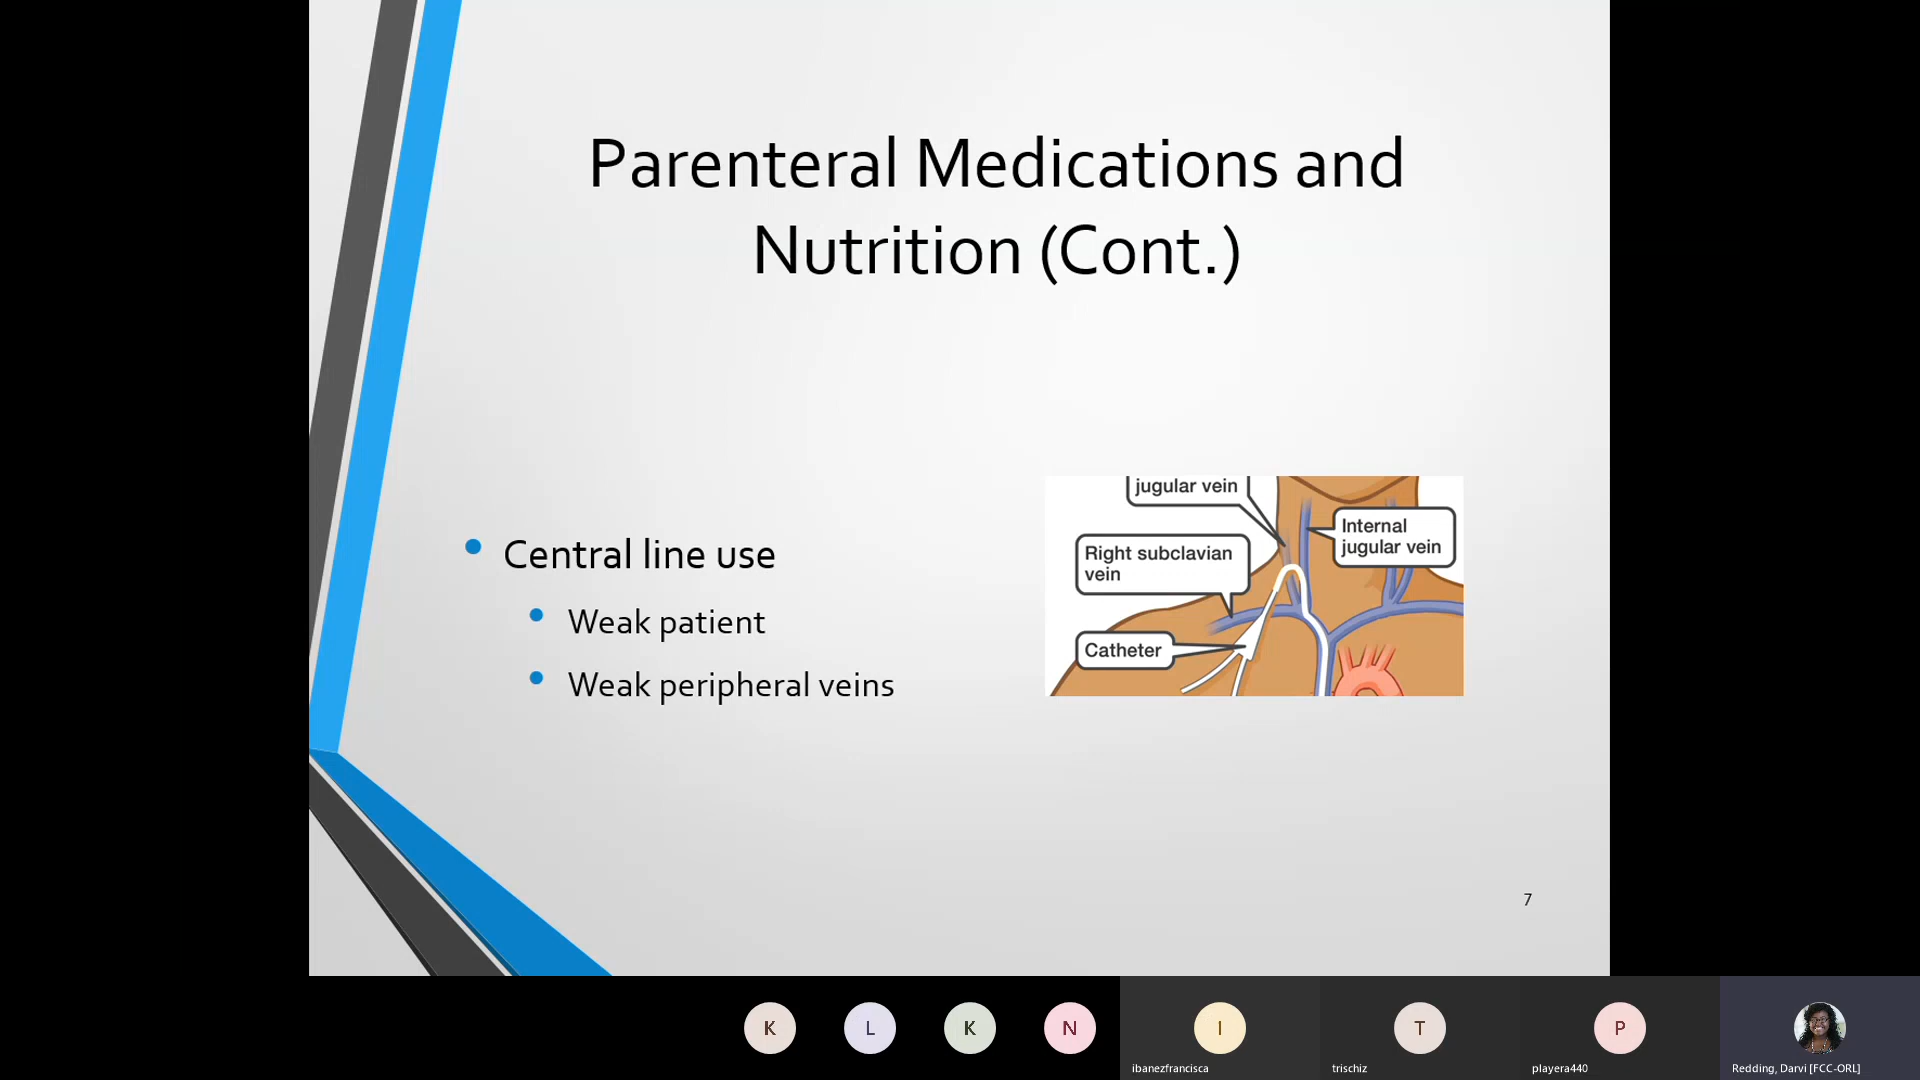 Parenteral Medications and
Nutrition (Cont.)
Central line use
Weak patient
Weak peripheral veins
jugular vein
Internal
jugular vein
Right subclavian
vein
Catheter
7
K
L
K
N
I
T
P
ibanezfrancisca
trischiz
playera440
Redding, Darvi [FCC-ORL]